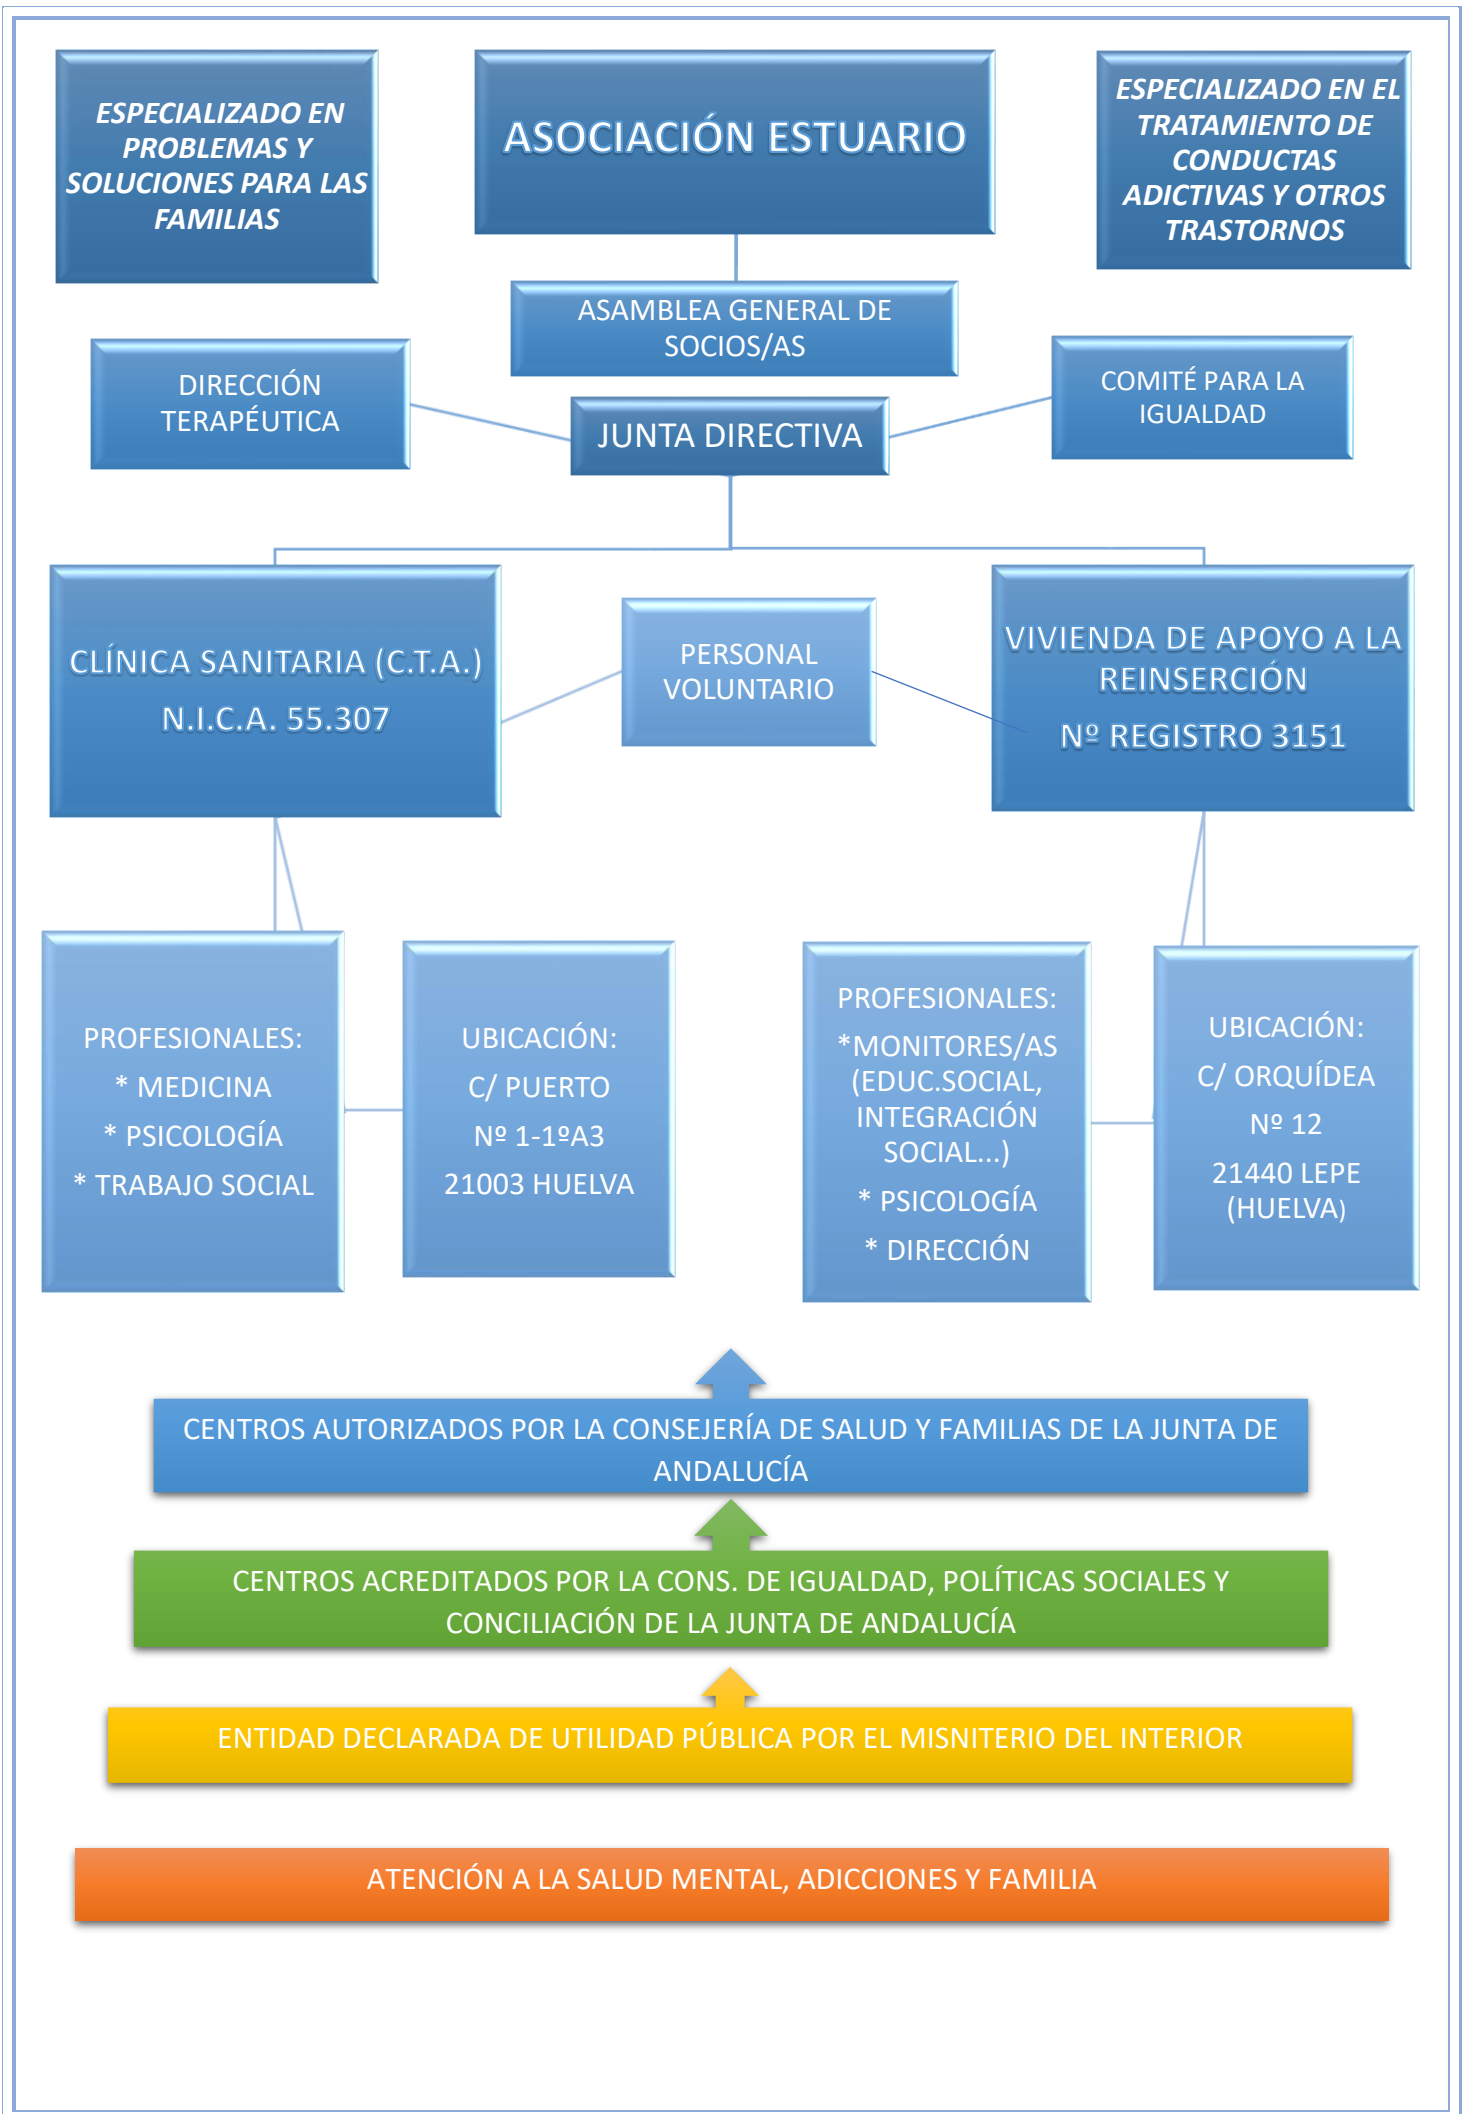 ESPECIALIZADO EN
PROBLEMAS Y
SOLUCIONES PARA LAS
FAMILIAS
ASOCIACIÓN ESTUARIO
ESPECIALIZADO EN EL
TRATAMIENTO DE
CONDUCTAS
ADICTIVAS Y OTROS
TRASTORNOS
ASAMBLEA GENERAL DE
SOCIOS/AS
DIRECCIÓN
TERAPÉUTICA
JUNTA DIRECTIVA
COMITÉ PARA LA
IGUALDAD
CLÍNICA SANITARIA (C.T.A.)
N.I.C.A. 55.307
PERSONAL
VOLUNTARIO
VIVIENDA DE APOYO A LA
REINSERCIÓN
Nº REGISTRO 3151
PROFESIONALES:
* MEDICINA
* PSICOLOGÍA
* TRABAJO SOCIAL
UBICACIÓN:
C/ PUERTO
Nº 1-1ºA3
21003 HUELVA
PROFESIONALES:
*MONITORES/AS
(EDUC.SOCIAL,
INTEGRACIÓN
SOCIAL...)
* PSICOLOGÍA
* DIRECCIÓN
UBICACIÓN:
C/ ORQUÍDEA
Nº 12
21440 LEPE
(HUELVA)
CENTROS AUTORIZADOS POR LA CONSEJERÍA DE SALUD Y FAMILIAS DE LA JUNTA DE
ANDALUCÍA
CENTROS ACREDITADOS POR LA CONS. DE IGUALDAD, POLÍTICAS SOCIALES Y
CONCILIACIÓN DE LA JUNTA DE ANDALUCÍA
ENTIDAD DECLARADA DE UTILIDAD PÚBLICA POR EL MISNITERIO DEL INTERIOR
ATENCIÓN A LA SALUD MENTAL, ADICCIONES Y FAMILIA